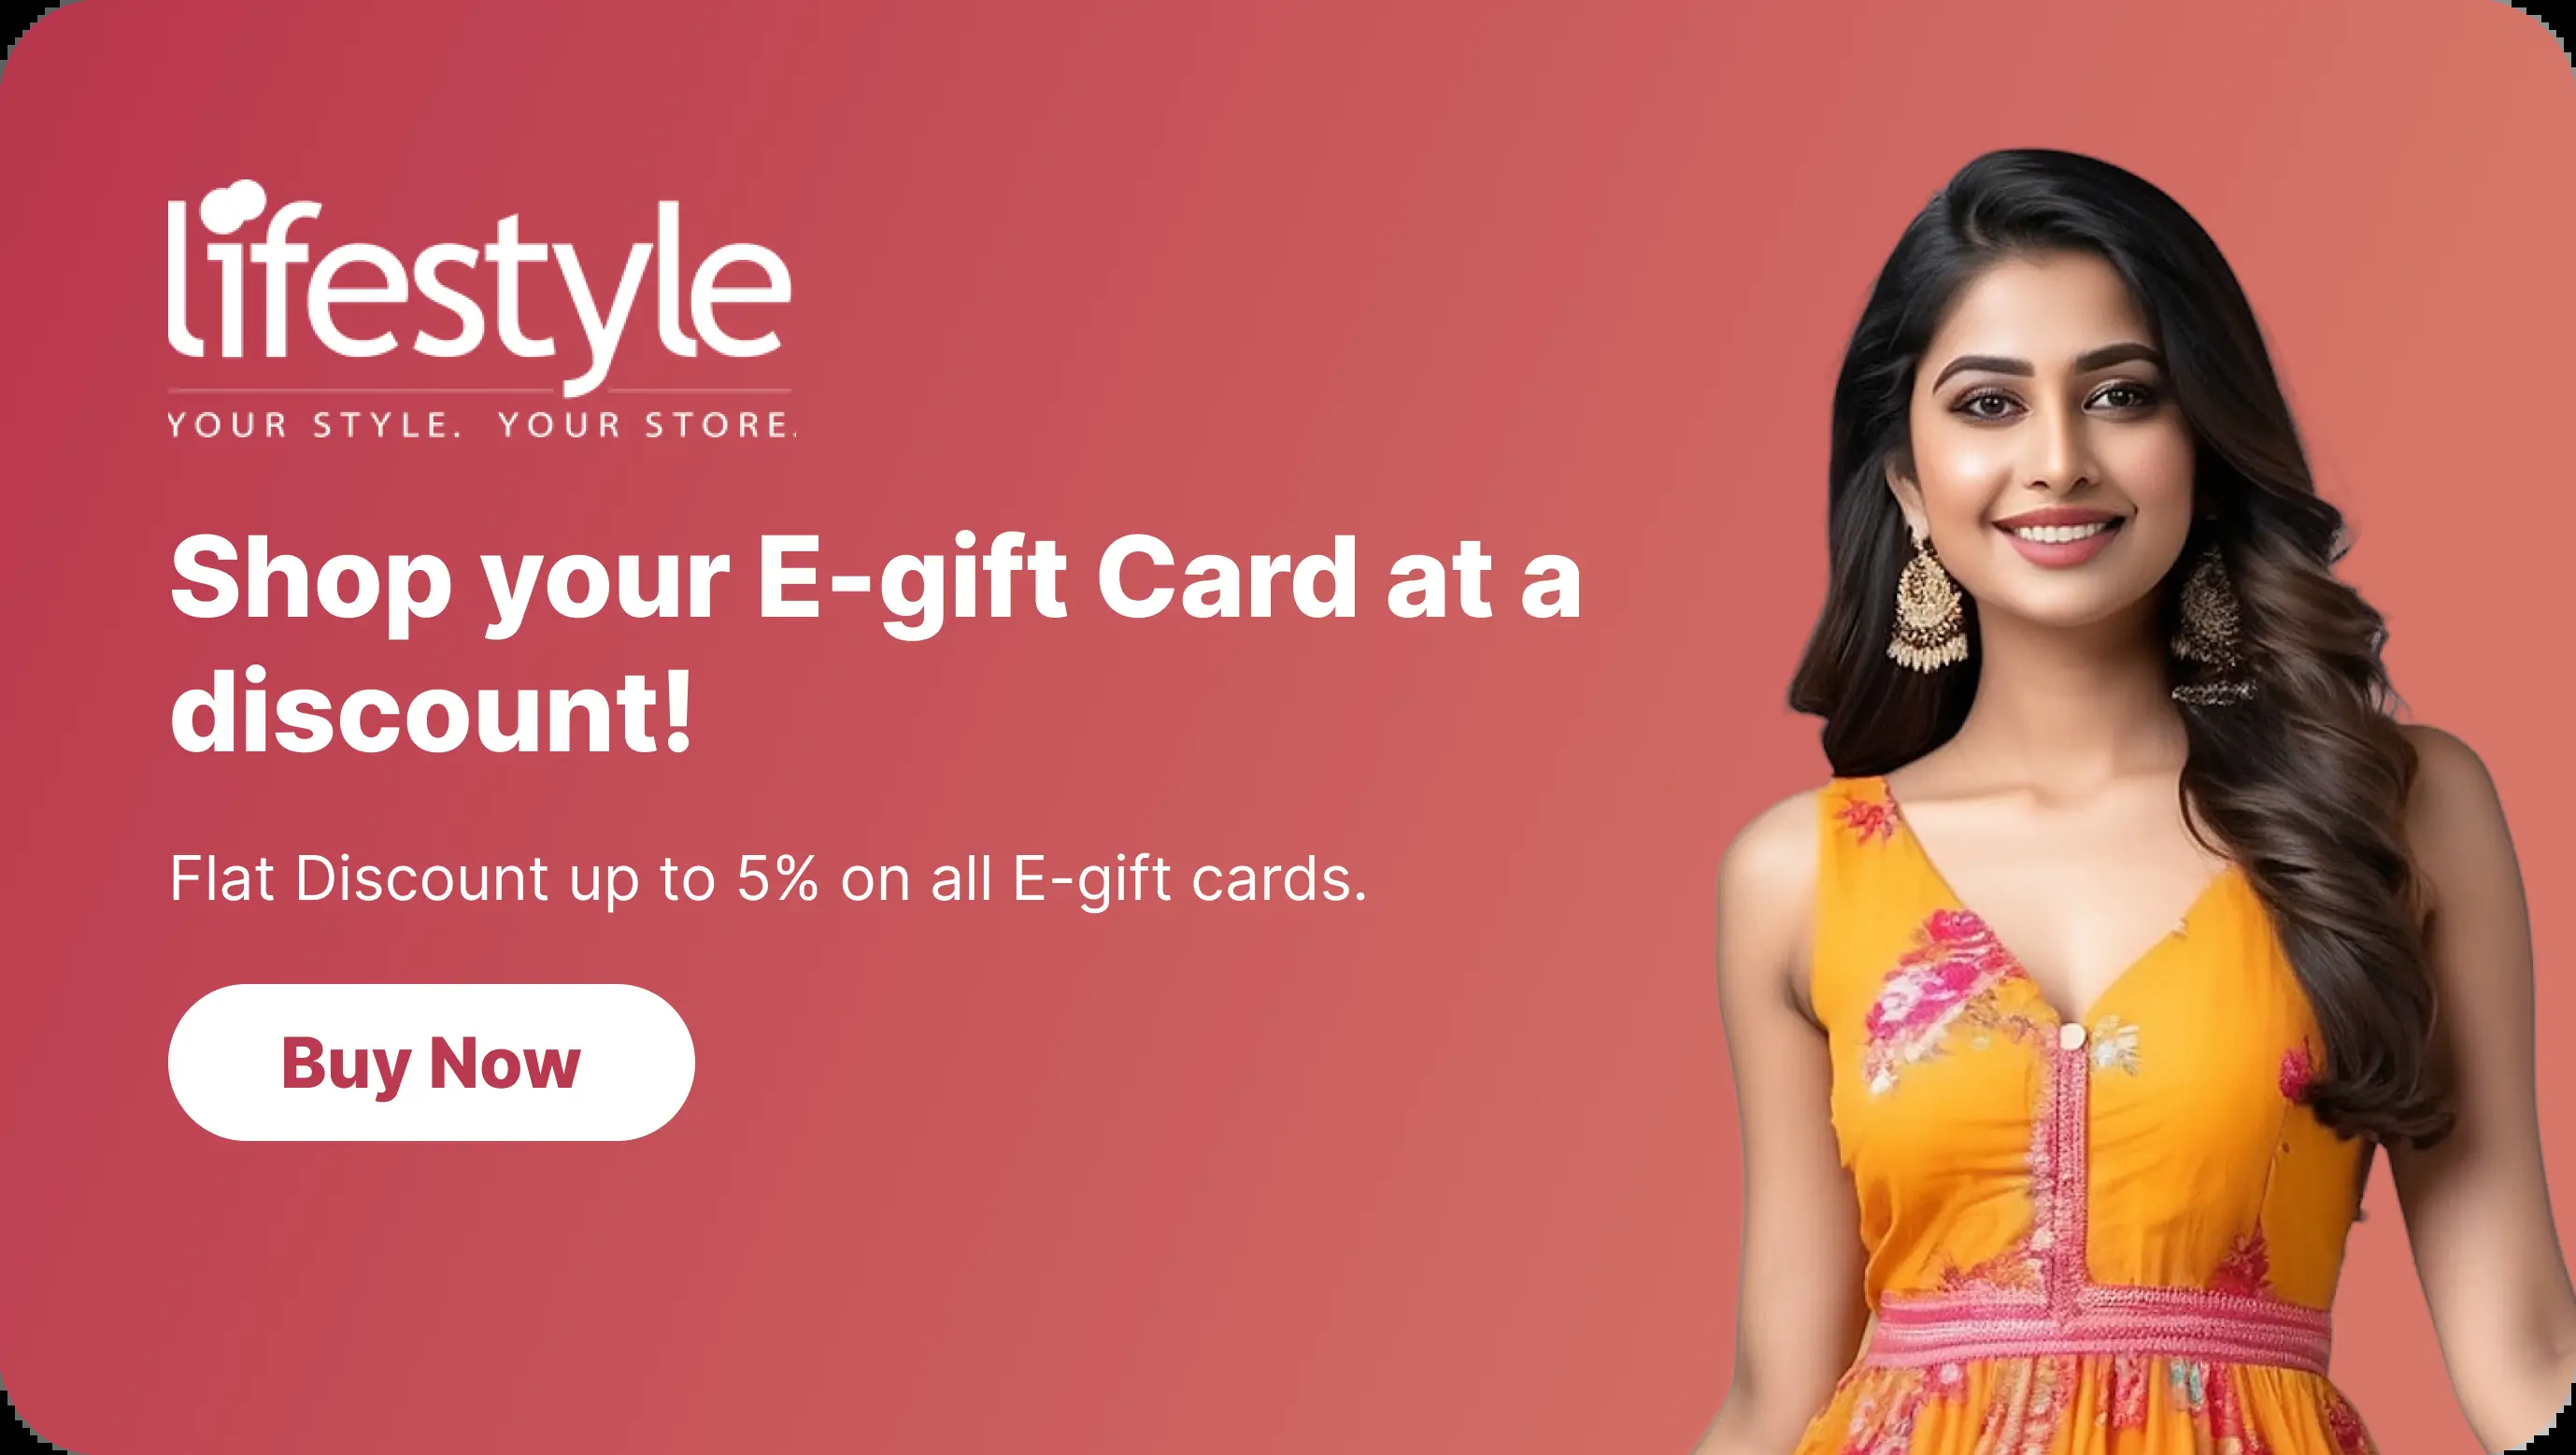 lifestyle
YOUR STYLE. YOUR STORE.
Shop your E-gift Card at a
discount!
Flat Discount up to 5% on all E-gift cards.
Buy Now